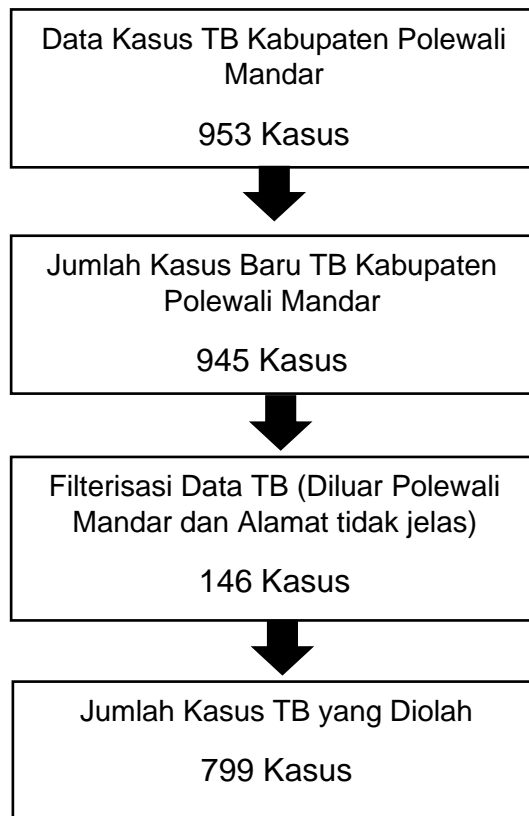 Data Kasus TB Kabupaten Polewali
Mandar
953 Kasus
Jumlah Kasus Baru TB Kabupaten
Polewali Mandar
945 Kasus
Filterisasi Data TB (Diluar Polewali
Mandar dan Alamat tidak jelas)
146 Kasus
Jumlah Kasus TB yang Diolah
799 Kasus